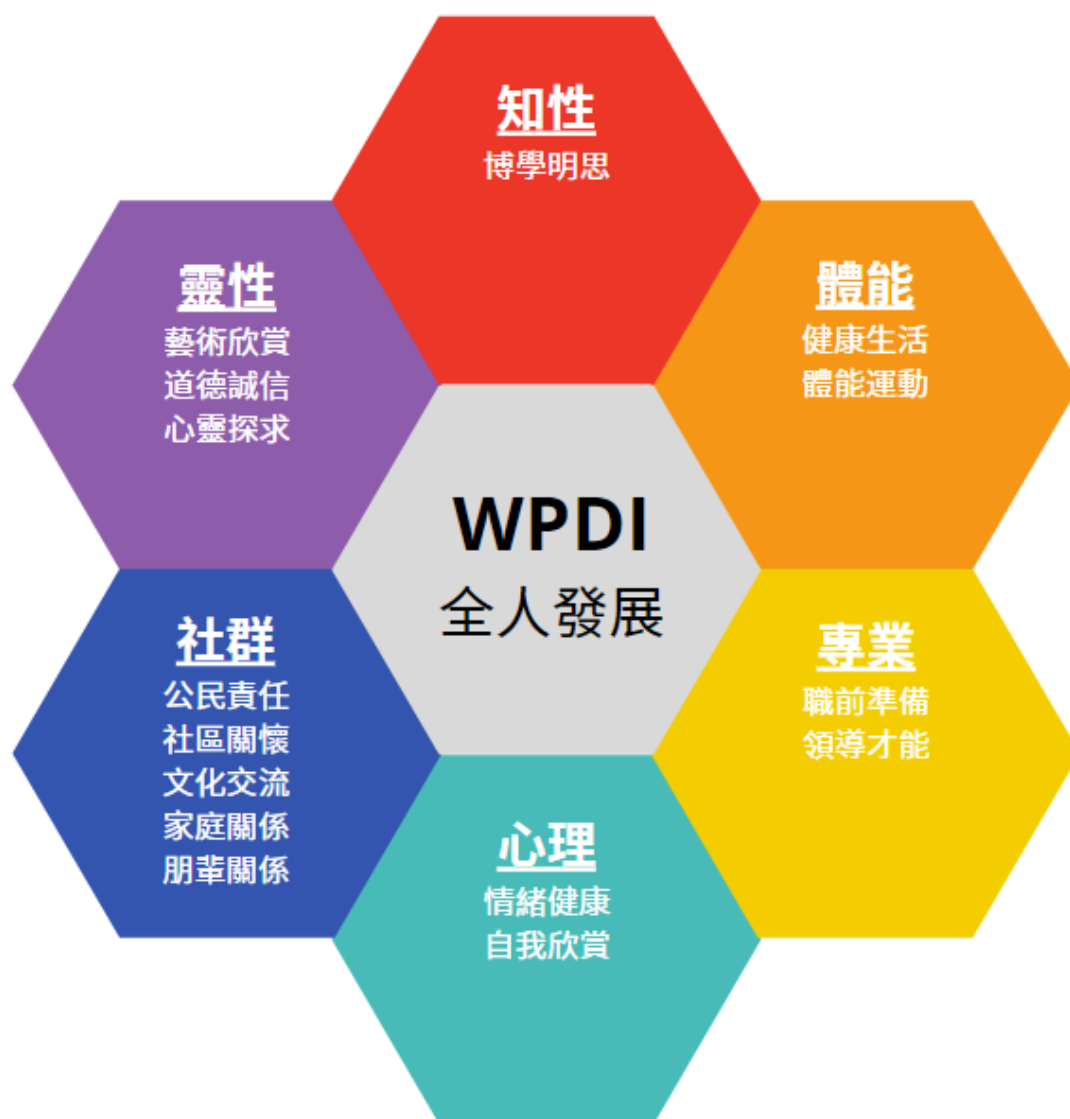 知性
博學明思
靈性
藝術欣賞
道德誠信
心靈探求
體能
健康生活
體能運動
WPDI
全人發展
社群
公民責任
社區關懷
文化交流
家庭關係
朋輩關係
專業
職前準備
領導才能
心理
情緒健康
自我欣賞